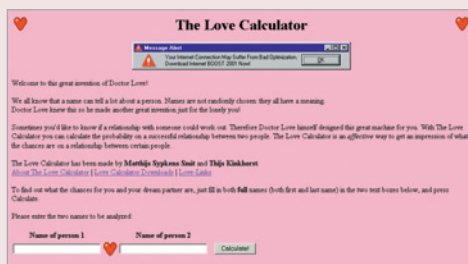 The Love Calculator
Message Alert
Your Internet Connection May Suffer From Bad Optimization,
Download Internet BOOST 2001 Now!
OK
Welcome to this great invention of Doctor Love!
We all know that a name can tell a lot about a person. Names are not randomly chosen: they all have a meaning.
Doctor Love knew this so he made another great invention just for the lonely you!
Sometimes you'd like to know if a relationship with someone could work out. Therefore Doctor Love himself designed this great machine for you. With The Love
Calculator you can calculate the probability on a successful relationship between two people. The Love Calculator is an affective way to get an impression of what
the chances are on a relationship between certain people.
The Love Calculator has been made by Matthijs Sypkens Smit and Thijs Kinkhorst.
About The Love Calculator | Love Calculator Downloads | Love-Links
To find out what the chances for you and your dream partner are, just fill in both full names (both first and last name) in the two text boxes below, and press
Calculate.
Please enter the two names to be analyzed:
Name of person 1 Name of person 2
Calculate!